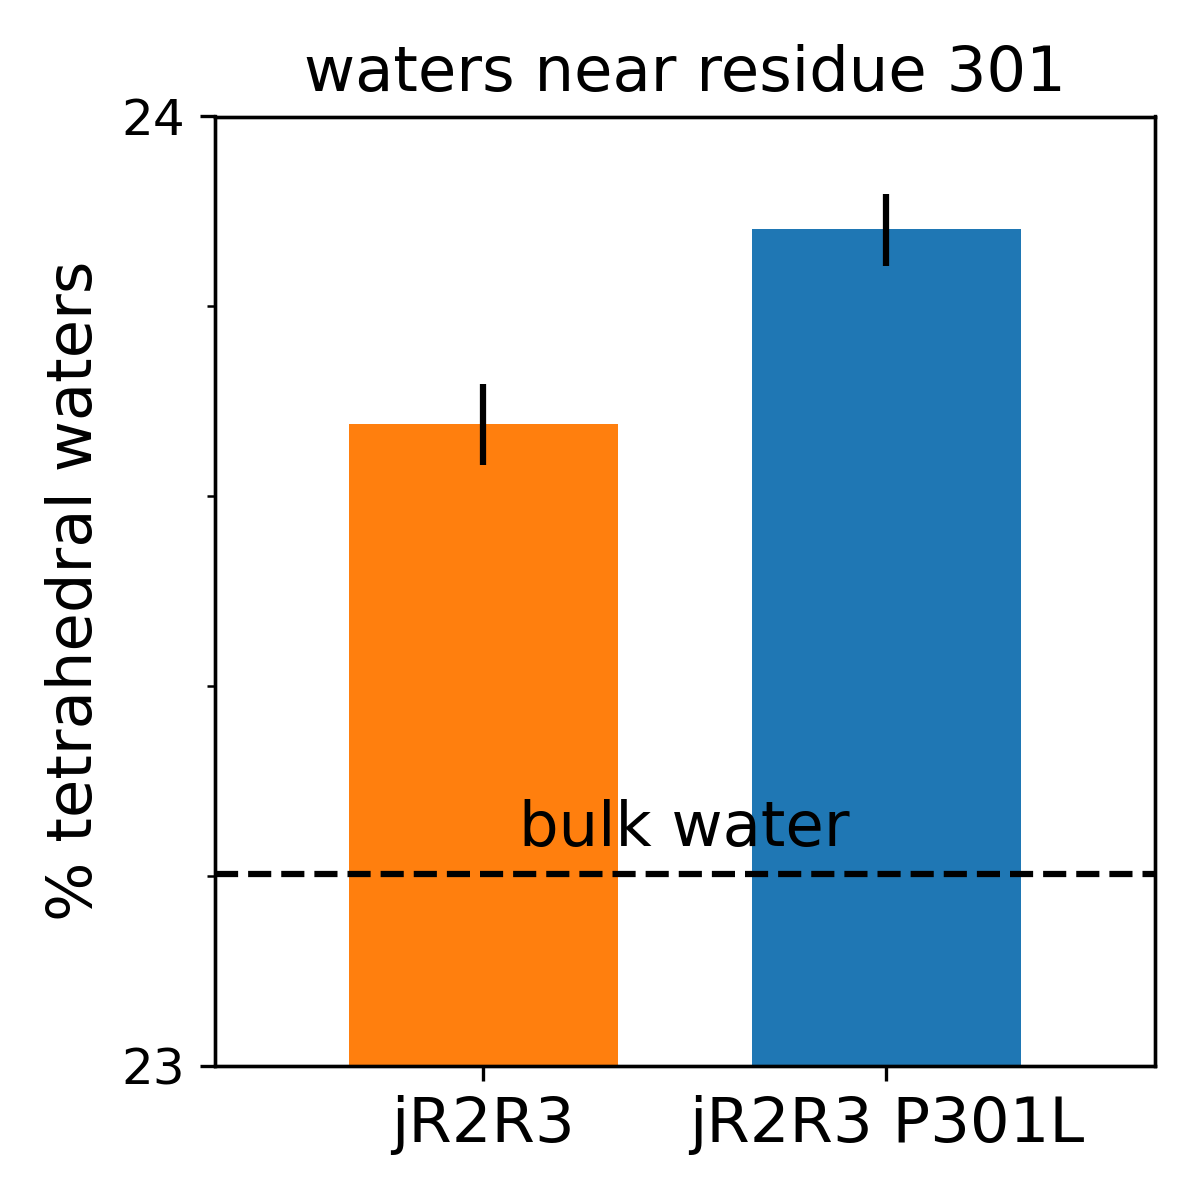 waters near residue 301
% tetrahedral waters
24
23
bulk water
jR2R3
jR2R3 P301L